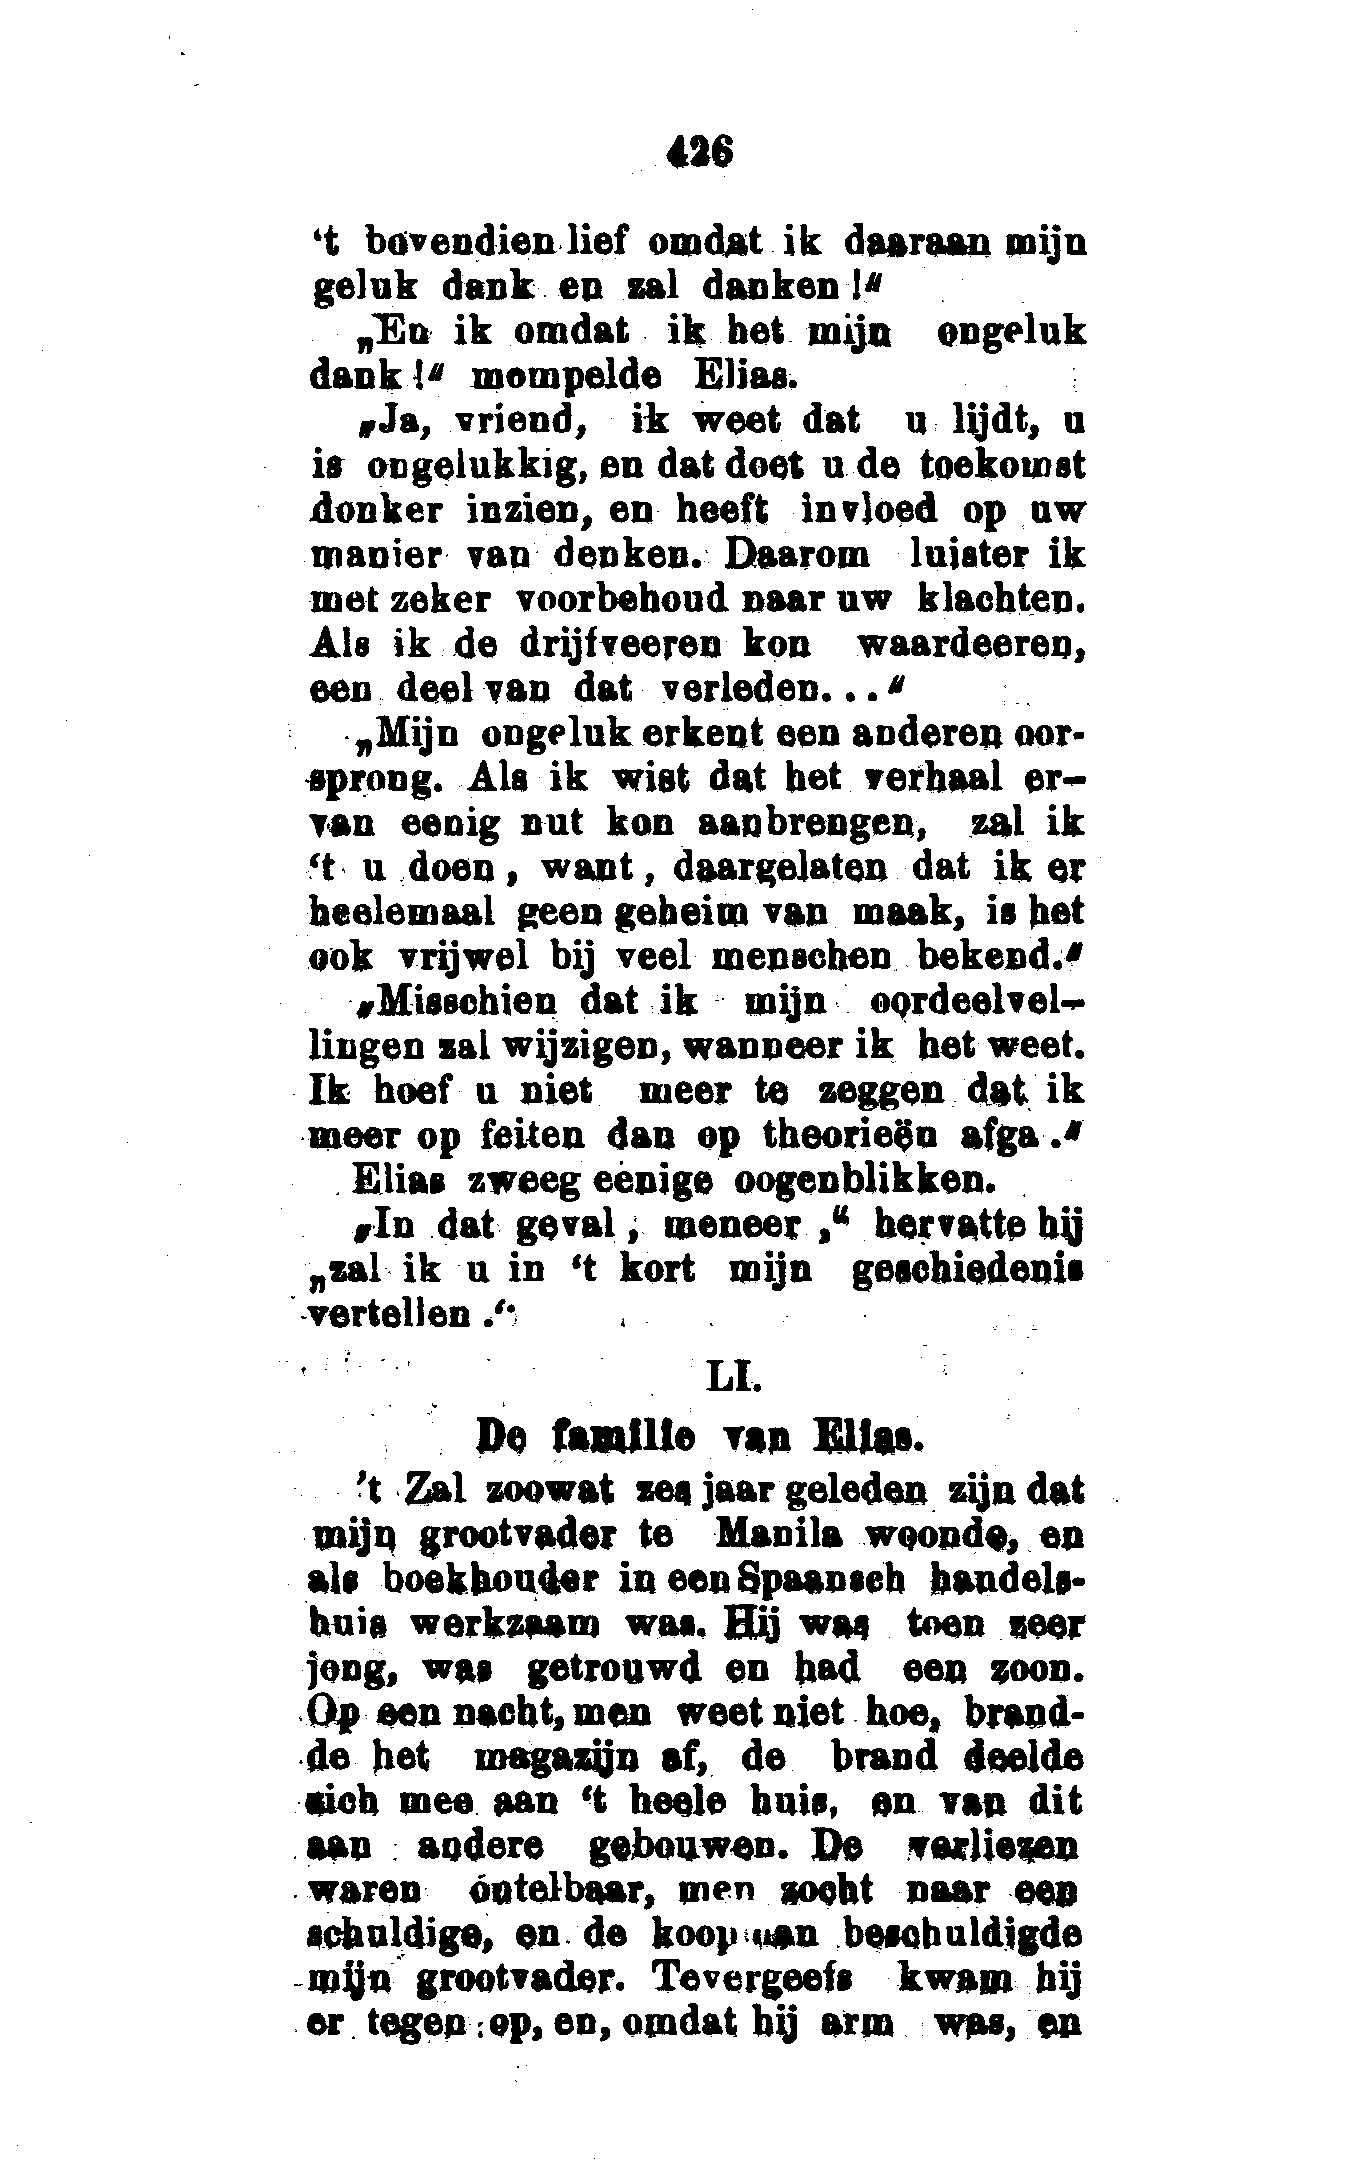 426
‘t bovendien lief omdat ik daaraan mijn
geluk dank en zal danken !“
„En ik omdat ik het mijn ongeluk
dank !“ mompelde Elias.
„Ja, vriend, ik weet dat u lijdt, u
is ongelukkig, en dat doet u de toekomst
donker inzien, en heeft invloed op uw
manier van denken. Daarom luister ik
met zeker voorbehoud naar uw klachten.
Als ik de drijfveeren kon waardeeren,
een deel van dat verleden...“
„Mijn ongeluk erkent een anderen oor-
sprong. Als ik wist dat het verhaal er-
van eenig nut kon aanbrengen, zal ik
‘t u doen, want, daargelaten dat ik er
heelemaal geen geheim van maak, is het
ook vrijwel bij veel menschen bekend.“
„Misschien dat ik mijn oordeelvel-
lingen zal wijzigen, wanneer ik het weet.
Ik hoef u niet meer te zeggen dat ik
meer op feiten dan op theorieën afga.“
Elias zweeg eenige oogenblikken.
„In dat geval, meneer,“ hervatte hij
„zal ik u in ‘t kort mijn geschiedenis
vertellen.“
LI.
De familie van Elias.
’t Zal zoowat zes jaar geleden zijn dat
mijn grootvader te Manila woonde, en
als boekhouder in een Spaansch handels-
huis werkzaam was. Hij was toen zeer
jong, was getrouwd en had een zoon.
Op een nacht, men weet niet hoe, brand-
de het magazijn af, de brand deelde
zich mee aan ‘t heele huis, en van dit
aan andere gebouwen. De verliezen
waren ontelbaar, men zocht naar een
schuldige, en de koopman beschuldigde
mijn grootvader. Tevergeefs kwam hij
er tegen op, en, omdat hij arm was, en